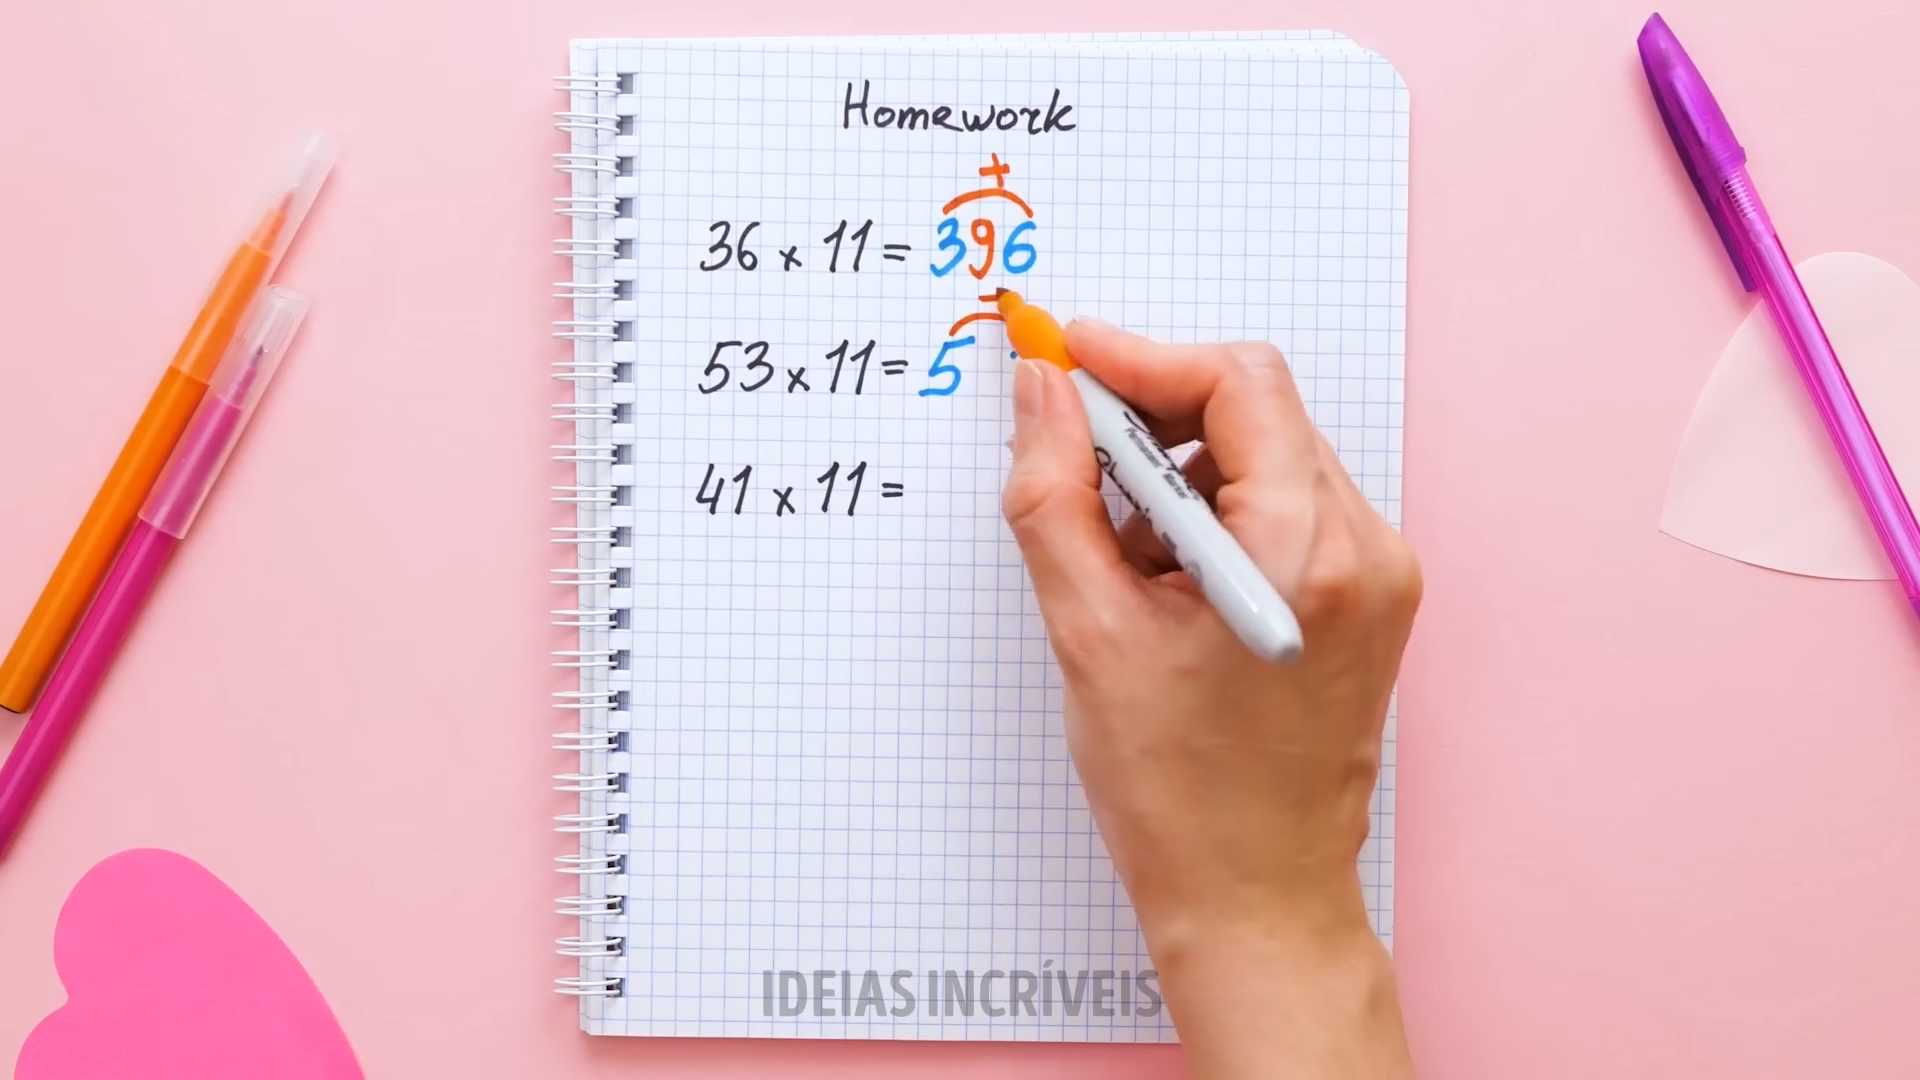 Homework
+
36 x 11 = 396
53 x 11 = 5
41 x 11 =
IDEIAS INCRÍVEIS